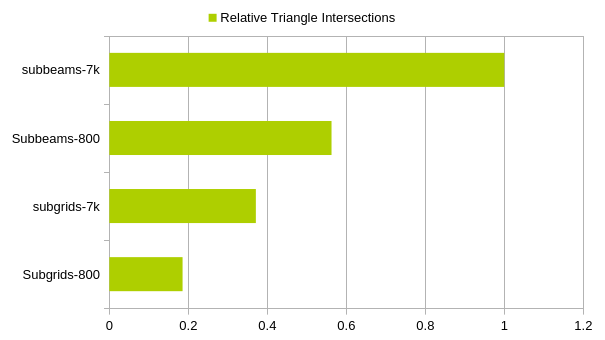 Relative Triangle Intersections
subbeams-7k
Subbeams-800
subgrids-7k
Subgrids-800
0 0.2 0.4 0.6 0.8 1 1.2